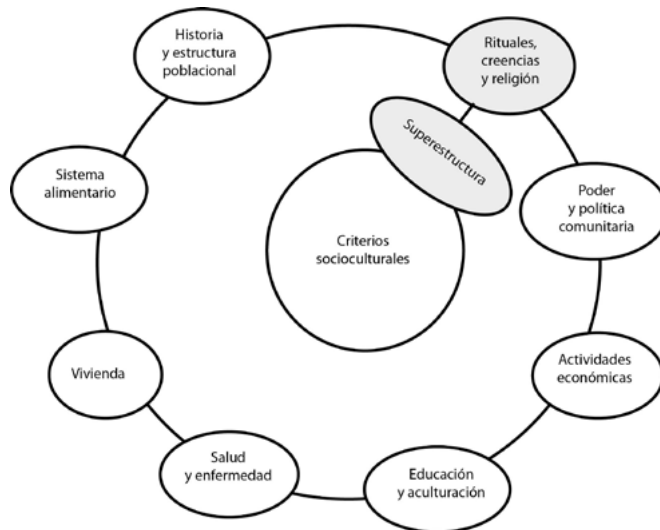 Historia
y estructura
poblacional
Rituales,
creencias
y religión
Superestructura
Sistema
alimentario
Poder
y política
comunitaria
Criterios
socioculturales
Vivienda
Actividades
económicas
Salud
y enfermedad
Educación
y aculturación